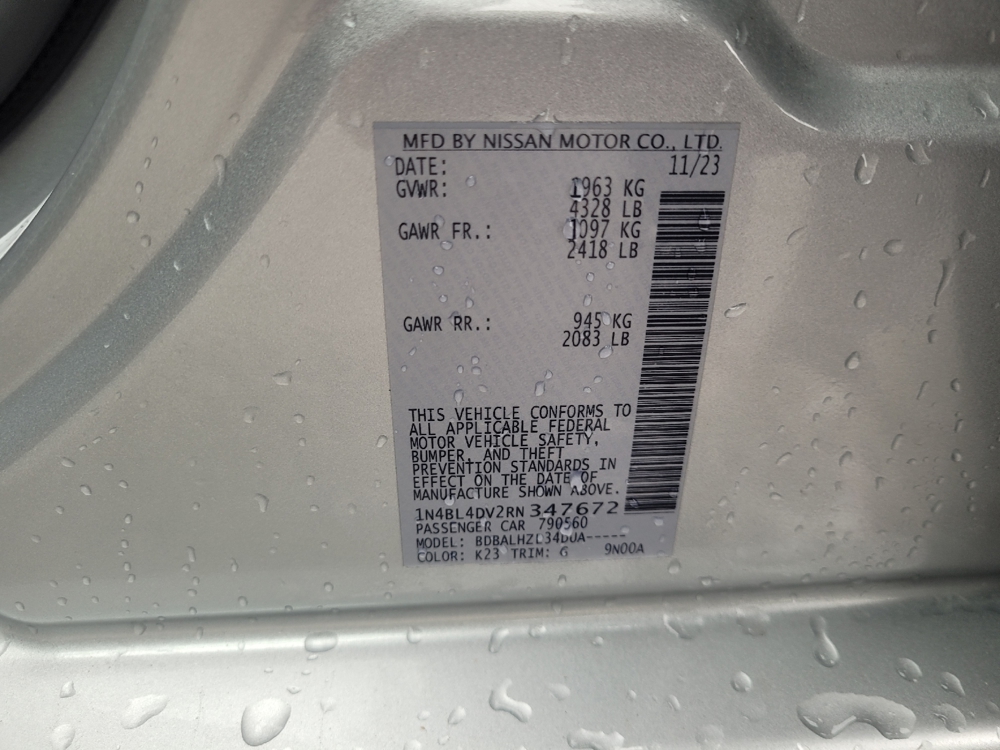 MFD BY NISSAN MOTOR CO., LTD.
DATE: 11/23
GVWR: 1963 KG
4328 LB
GAWR FR.: 1097 KG
2418 LB
GAWR RR.: 945 KG
2083 LB
THIS VEHICLE CONFORMS TO
ALL APPLICABLE FEDERAL
MOTOR VEHICLE SAFETY,
BUMPER, AND THEFT
PREVENTION STANDARDS IN
EFFECT ON THE DATE OF
MANUFACTURE SHOWN ABOVE.
1N4BL4DV2RN347672
PASSENGER CAR 790560
MODEL:
COLOR: K23 TRIM: G 9N00A